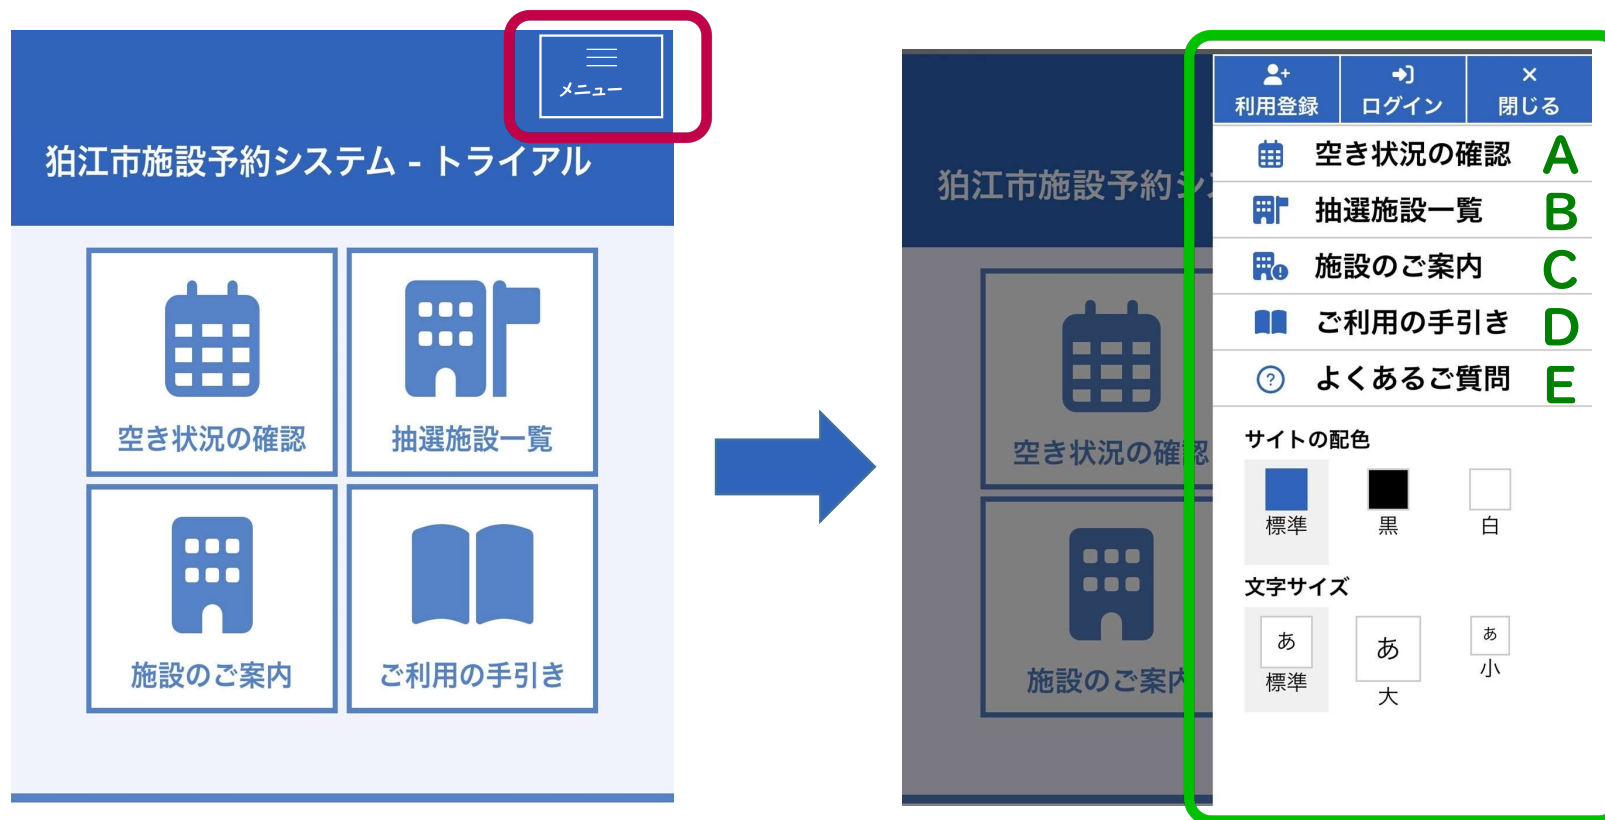 メニュー
狛江市施設予約システム - トライアル
空き状況の確認
抽選施設一覧
施設のご案内
ご利用の手引き
狛江市施設予約シ
空き状況の確
施設のご案内
利用登録
ログイン
閉じる
空き状況の確認 A
抽選施設一覧 B
施設のご案内 C
ご利用の手引き D
? よくあるご質問 E
サイトの配色
標準 黒 白
文字サイズ
あ あ あ
標準 大 小